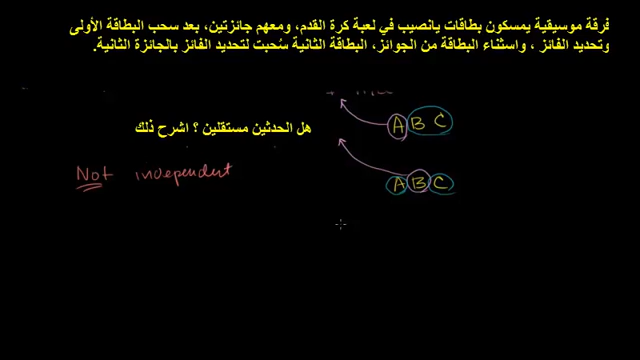 فرقة موسيقية يمسكون بطاقات يانصيب في لعبة كرة القدم، ومعهم جائزتين، بعد سحب البطاقة الأولى
وتحديد الفائز ، واستثناء البطاقة من الجوائز، البطاقة الثانية سُحبت لتحديد الفائز بالجائزة الثانية.
A B C
هل الحدثين مستقلين ؟ اشرح ذلك
Not independent
A B C